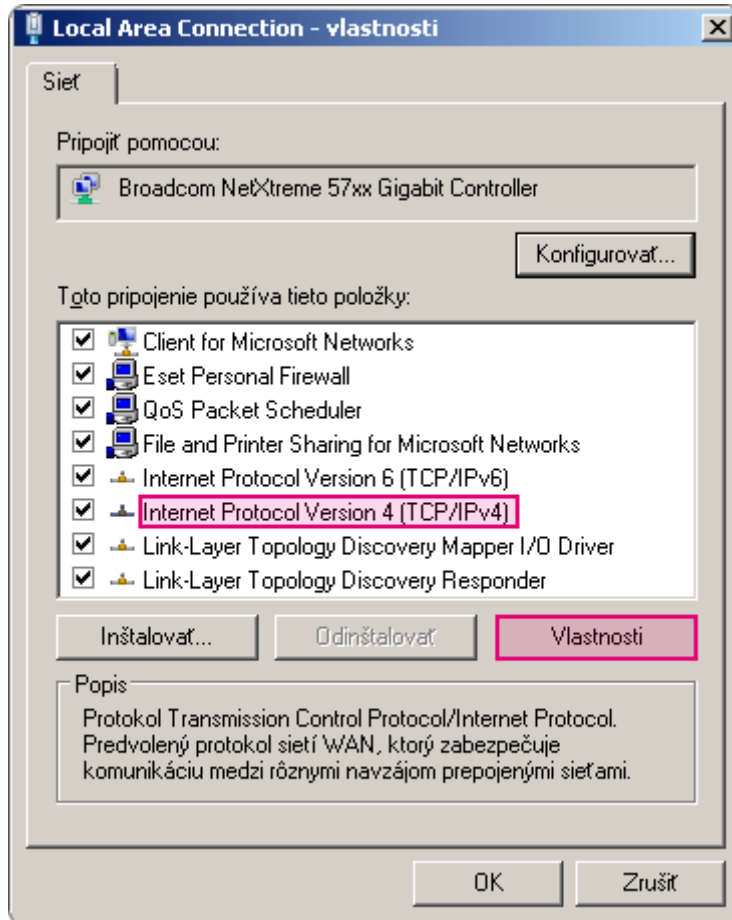 Local Area Connection - vlastnosti
Sieť
Pripojiť pomocou:
Broadcom NetXtreme 57xx Gigabit Controller
Konfigurovať...
Toto pripojenie používa tieto položky:
Client for Microsoft Networks
Eset Personal Firewall
QoS Packet Scheduler
File and Printer Sharing for Microsoft Networks
Internet Protocol Version 6 (TCP/IPv6)
Internet Protocol Version 4 (TCP/IPv4)
Link-Layer Topology Discovery Mapper I/O Driver
Link-Layer Topology Discovery Responder
Inštalovať... Odinštalovať Vlastnosti
Popis
Protokol Transmission Control Protocol/Internet Protocol.
Predvolený protokol sietí WAN, ktorý zabezpečuje
komunikáciu medzi rôznymi navzájom prepojenými sieťami.
OK Zrušiť